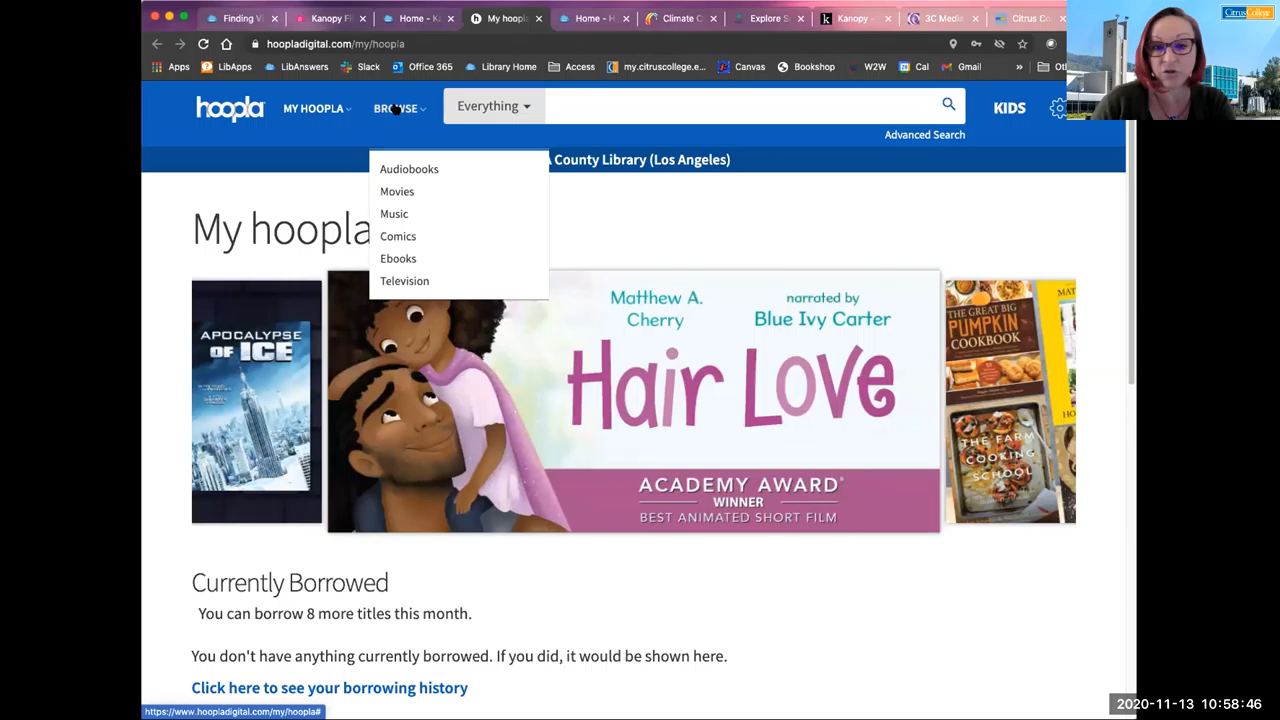 Finding Vi
Kanopy Fi
Home - Ka
My hoopla
Home - H
Climate C
Explore S
Kanopy -
3C Media
Citrus Co
CitrusCollege
hoopladigital.com/my/hoopla
Apps
LibApps
LibAnswers
Slack
Office 365
Library Home
Access
my.citruscollege.e...
Canvas
Bookshop
W2W
Cal
Gmail
»
hoopla
MY HOOPLA
BROWSE
Everything
KIDS
Advanced Search
County Library (Los Angeles)
Audiobooks
Movies
Music
Comics
Ebooks
Television
My hoopla
APOCALYPSE
OF ICE
Matthew A.
Cherry
narrated by
Blue Ivy Carter
Hair Love
ACADEMY AWARD®
WINNER
BEST ANIMATED SHORT FILM
THE GREAT BIG
PUMPKIN
COOKBOOK
THE FARM
COOKING
SCHOOL
Currently Borrowed
You can borrow 8 more titles this month.
You don't have anything currently borrowed. If you did, it would be shown here.
Click here to see your borrowing history
https://www.hoopladigital.com/my/hoopla#
2020-11-13 10:58:46